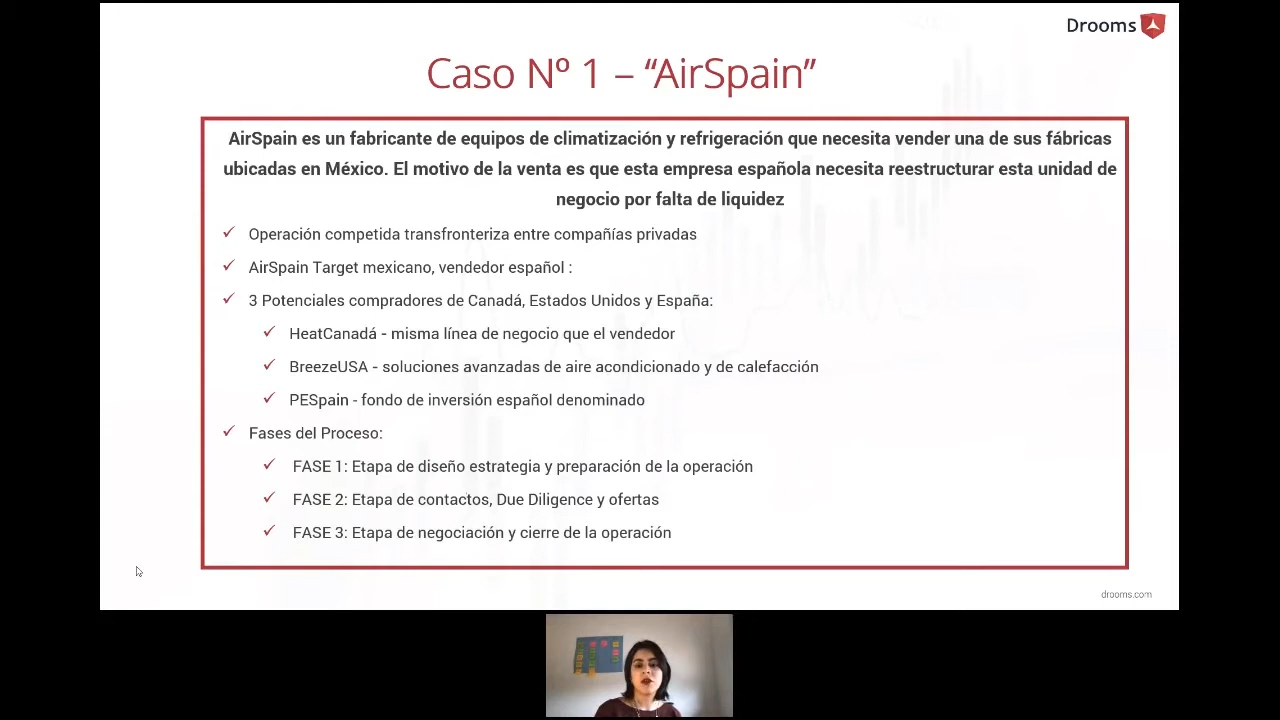 Drooms
Caso Nº 1 – “AirSpain”
AirSpain es un fabricante de equipos de climatización y refrigeración que necesita vender una de sus fábricas
ubicadas en México. El motivo de la venta es que esta empresa española necesita reestructurar esta unidad de
negocio por falta de liquidez
Operación competida transfronteriza entre compañías privadas
AirSpain Target mexicano, vendedor español :
3 Potenciales compradores de Canadá, Estados Unidos y España:
HeatCanadá - misma línea de negocio que el vendedor
BreezeUSA - soluciones avanzadas de aire acondicionado y de calefacción
PESpain - fondo de inversión español denominado
Fases del Proceso:
FASE 1: Etapa de diseño estrategia y preparación de la operación
FASE 2: Etapa de contactos, Due Diligence y ofertas
FASE 3: Etapa de negociación y cierre de la operación
drooms.com